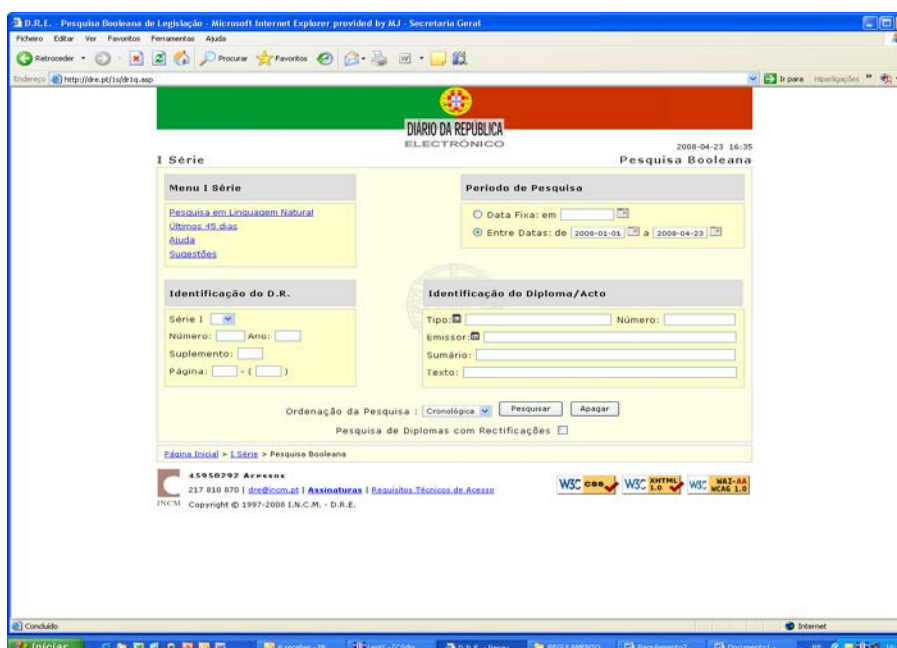 D.R.E. - Pesquisa Booleana de Legislação - Microsoft Internet Explorer provided by MJ - Secretaria Geral
Ficheiro Editar Ver Favoritos Ferramentas Ajuda
Retroceder Procurar Favoritos
Endereço http://dre.pt/1s/dr1q.asp Ir para Hiperligações
DIÁRIO DA REPÚBLICA
ELECTRÓNICO
2008-04-23 16:35
I Série Pesquisa Booleana
Menu I Série
Pesquisa em Linguagem Natural
Últimos 45 dias
Ajuda
Sugestões
Período de Pesquisa
Data Fixa: em
Entre Datas: de 2008-01-01 a 2008-04-23
Identificação do D.R.
Série I
Número: Ano:
Suplemento:
Página: - ( )
Identificação do Diploma/Acto
Tipo: Número:
Emissor:
Sumário:
Texto:
Ordenação da Pesquisa : Cronológica Pesquisar Apagar
Pesquisa de Diplomas com Rectificações
Página Inicial > I Série > Pesquisa Booleana
45950292 Acessos
217 810 870 | dre@incm.pt | Assinaturas | Requisitos Técnicos de Acesso
INCM Copyright © 1997-2008 I.N.C.M. - D.R.E.
W3C css W3C XHTML 1.0 W3C WAI-AA WCAG 1.0
Concluído Internet
Iniciar